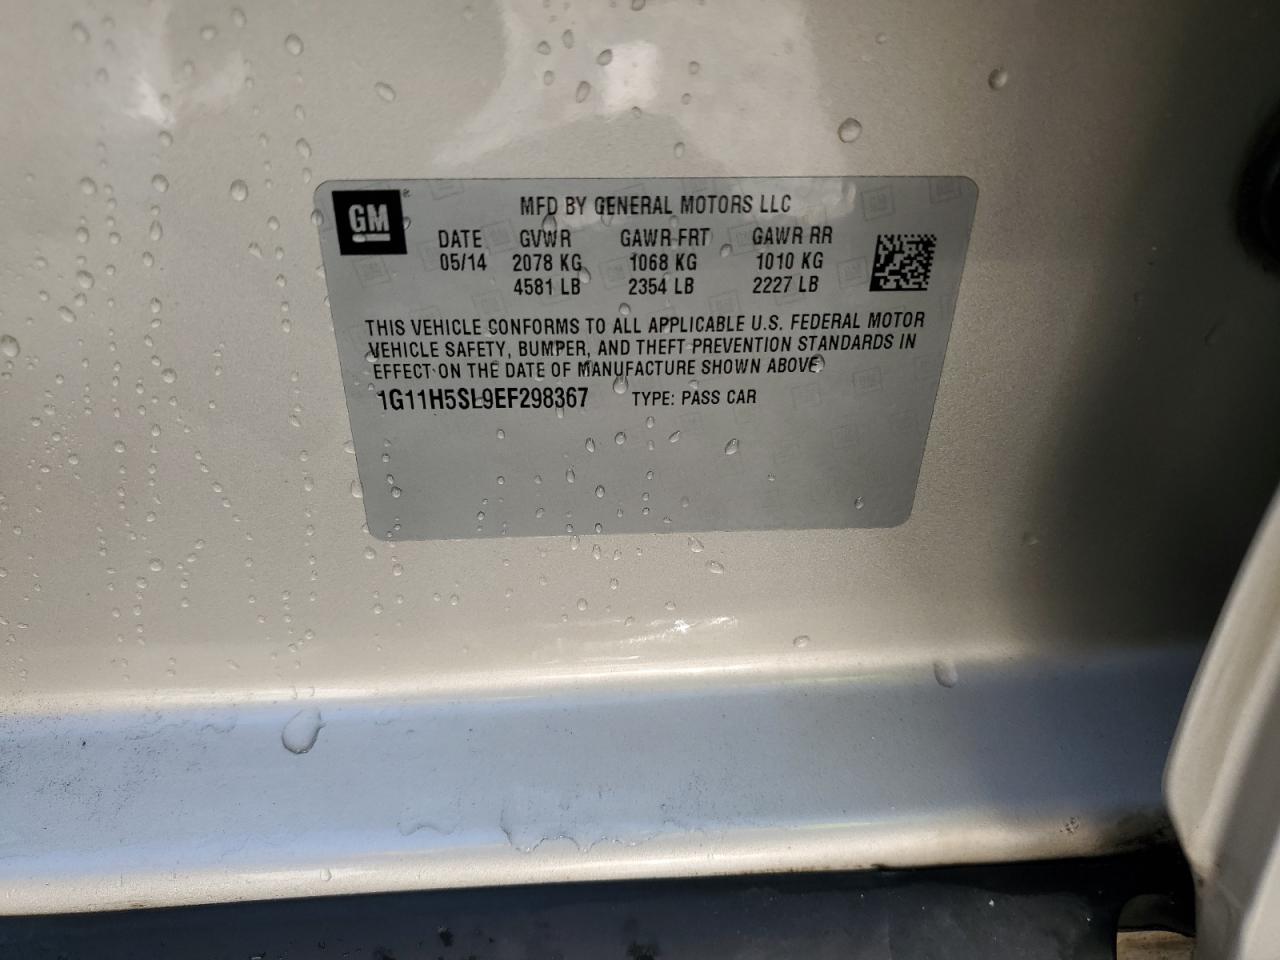 GM
MFD BY GENERAL MOTORS LLC
DATE GVWR GAWR FRT GAWR RR
05/14 2078 KG 1068 KG 1010 KG
4581 LB 2354 LB 2227 LB
THIS VEHICLE CONFORMS TO ALL APPLICABLE U.S. FEDERAL MOTOR
VEHICLE SAFETY, BUMPER, AND THEFT PREVENTION STANDARDS IN
EFFECT ON THE DATE OF MANUFACTURE SHOWN ABOVE
1G11H5SL9EF298367 TYPE: PASS CAR